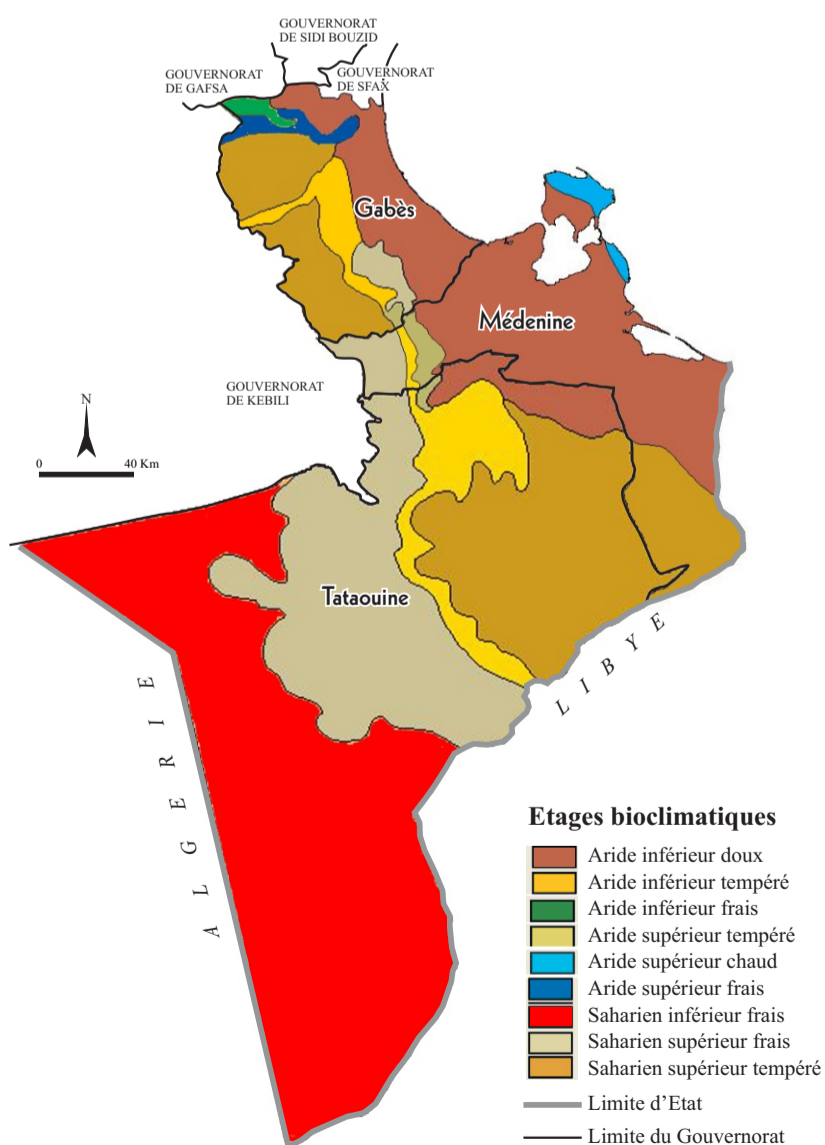 GOUVERNORAT
DE SIDI BOUZID
GOUVERNORAT
DE GAFSA
GOUVERNORAT
DE SFAX
Gabès
Médenine
GOUVERNORAT
DE KEBILI
N
0 40 Km
Tataouine
LIBYE
ALGERIE
Etages bioclimatiques
Aride inférieur doux
Aride inférieur tempéré
Aride inférieur frais
Aride supérieur tempéré
Aride supérieur chaud
Aride supérieur frais
Saharien inférieur frais
Saharien supérieur frais
Saharien supérieur tempéré
Limite d'Etat
Limite du Gouvernorat